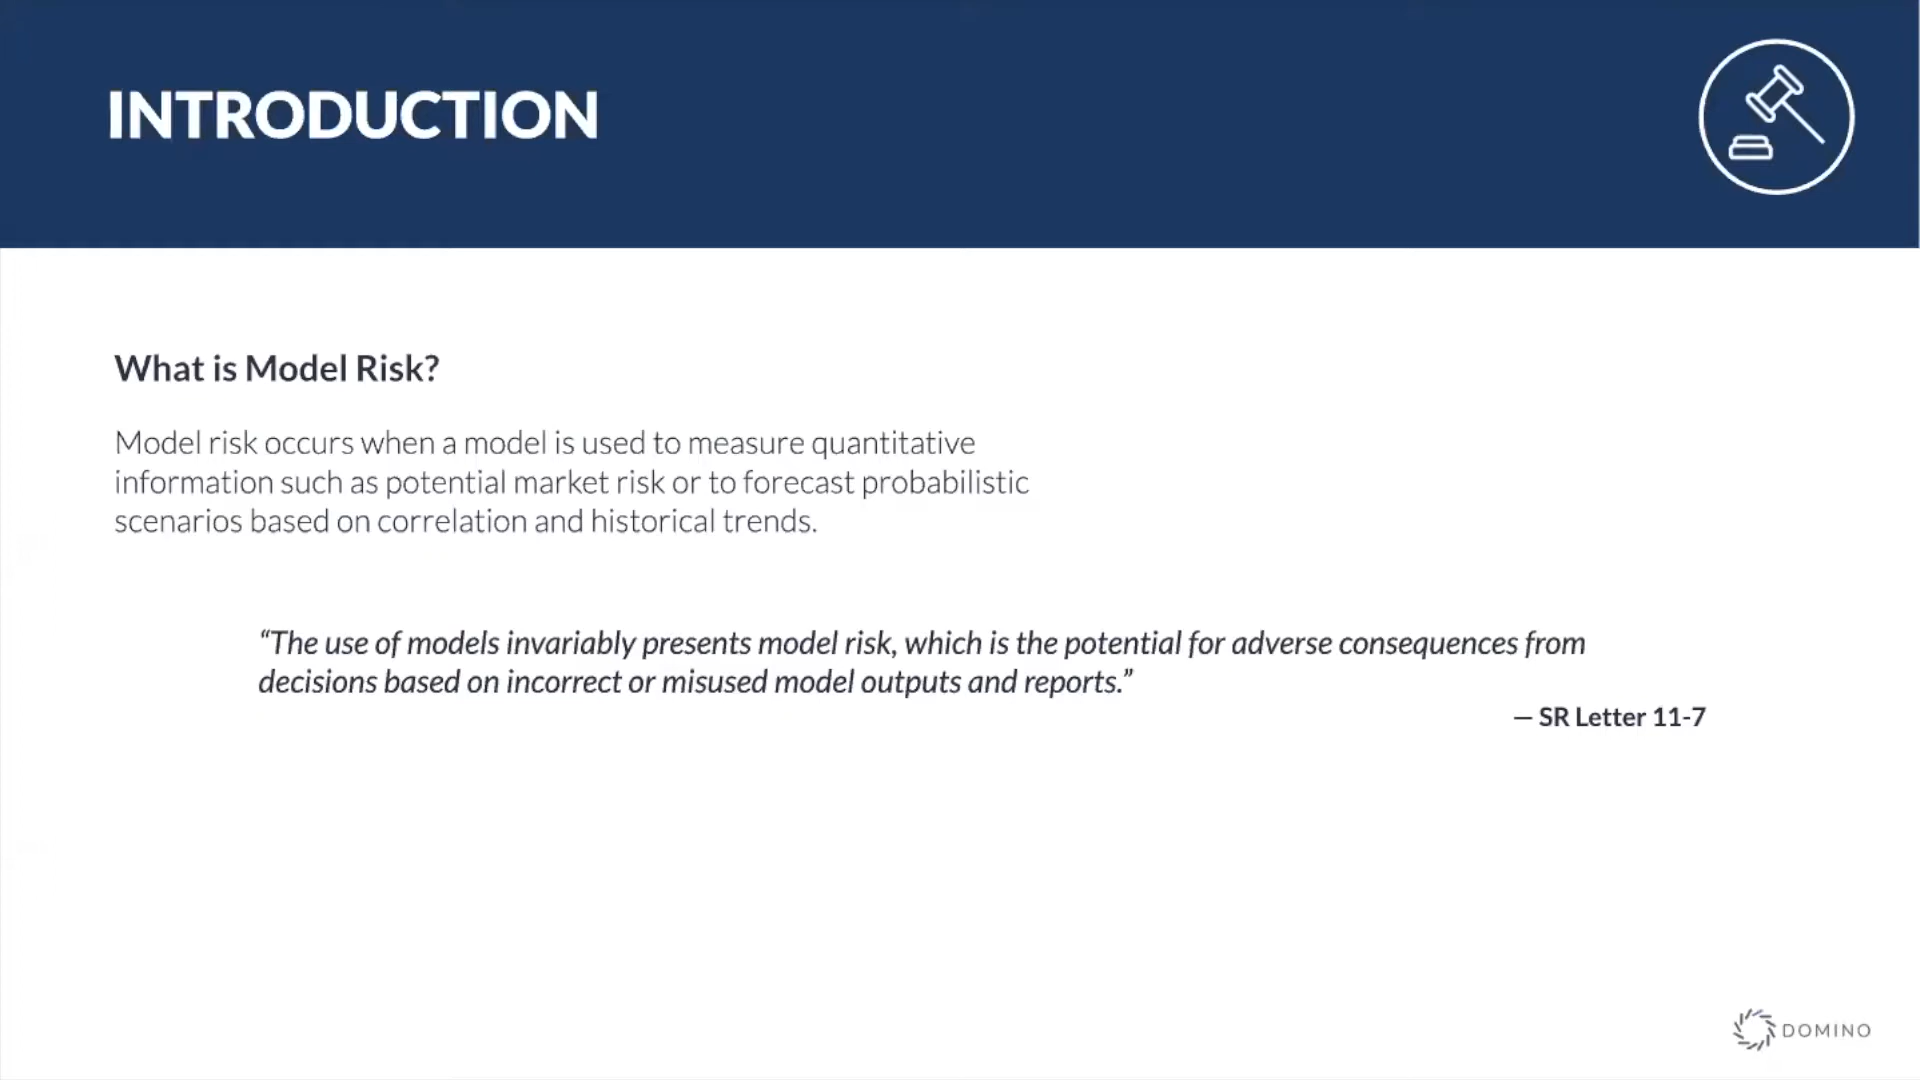 INTRODUCTION
What is Model Risk?
Model risk occurs when a model is used to measure quantitative
information such as potential market risk or to forecast probabilistic
scenarios based on correlation and historical trends.
“The use of models invariably presents model risk, which is the potential for adverse consequences from
decisions based on incorrect or misused model outputs and reports.”
— SR Letter 11-7
DOMINO